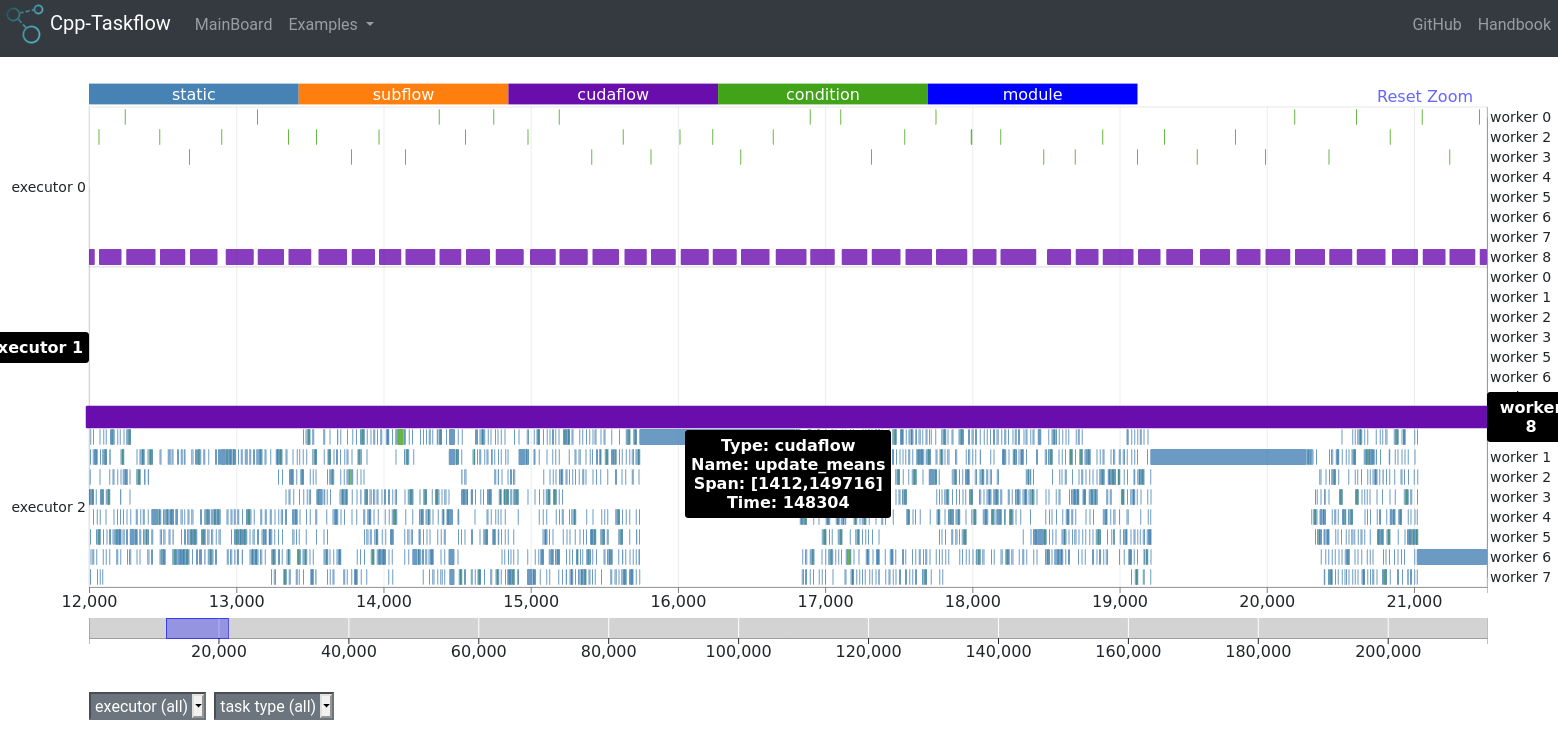 Cpp-Taskflow MainBoard Examples GitHub Handbook
static subflow cudaflow condition module
Reset Zoom
worker 0
worker 2
worker 3
worker 4
executor 0
worker 5
worker 6
worker 7
worker 8
worker 0
worker 1
worker 2
worker 3
xecutor 1
worker 5
worker 6
worker
8
Type: cudaflow
Name: update_means
Span: [1412,149716]
Time: 148304
worker 1
worker 2
worker 3
executor 2
worker 4
worker 5
worker 6
worker 7
12,000 13,000 14,000 15,000 16,000 17,000 18,000 19,000 20,000 21,000
20,000 40,000 60,000 80,000 100,000 120,000 140,000 160,000 180,000 200,000
executor (all) task type (all)